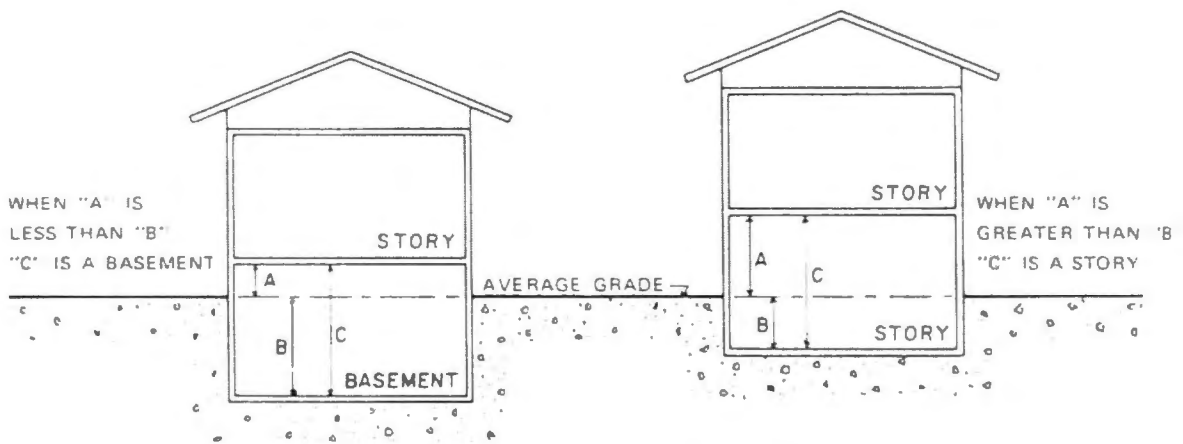 WHEN "A" IS
LESS THAN "B"
"C" IS A BASEMENT
STORY
A
AVERAGE GRADE
B
C
BASEMENT
STORY
WHEN "A" IS
GREATER THAN 'B
"C" IS A STORY
A
C
B
STORY